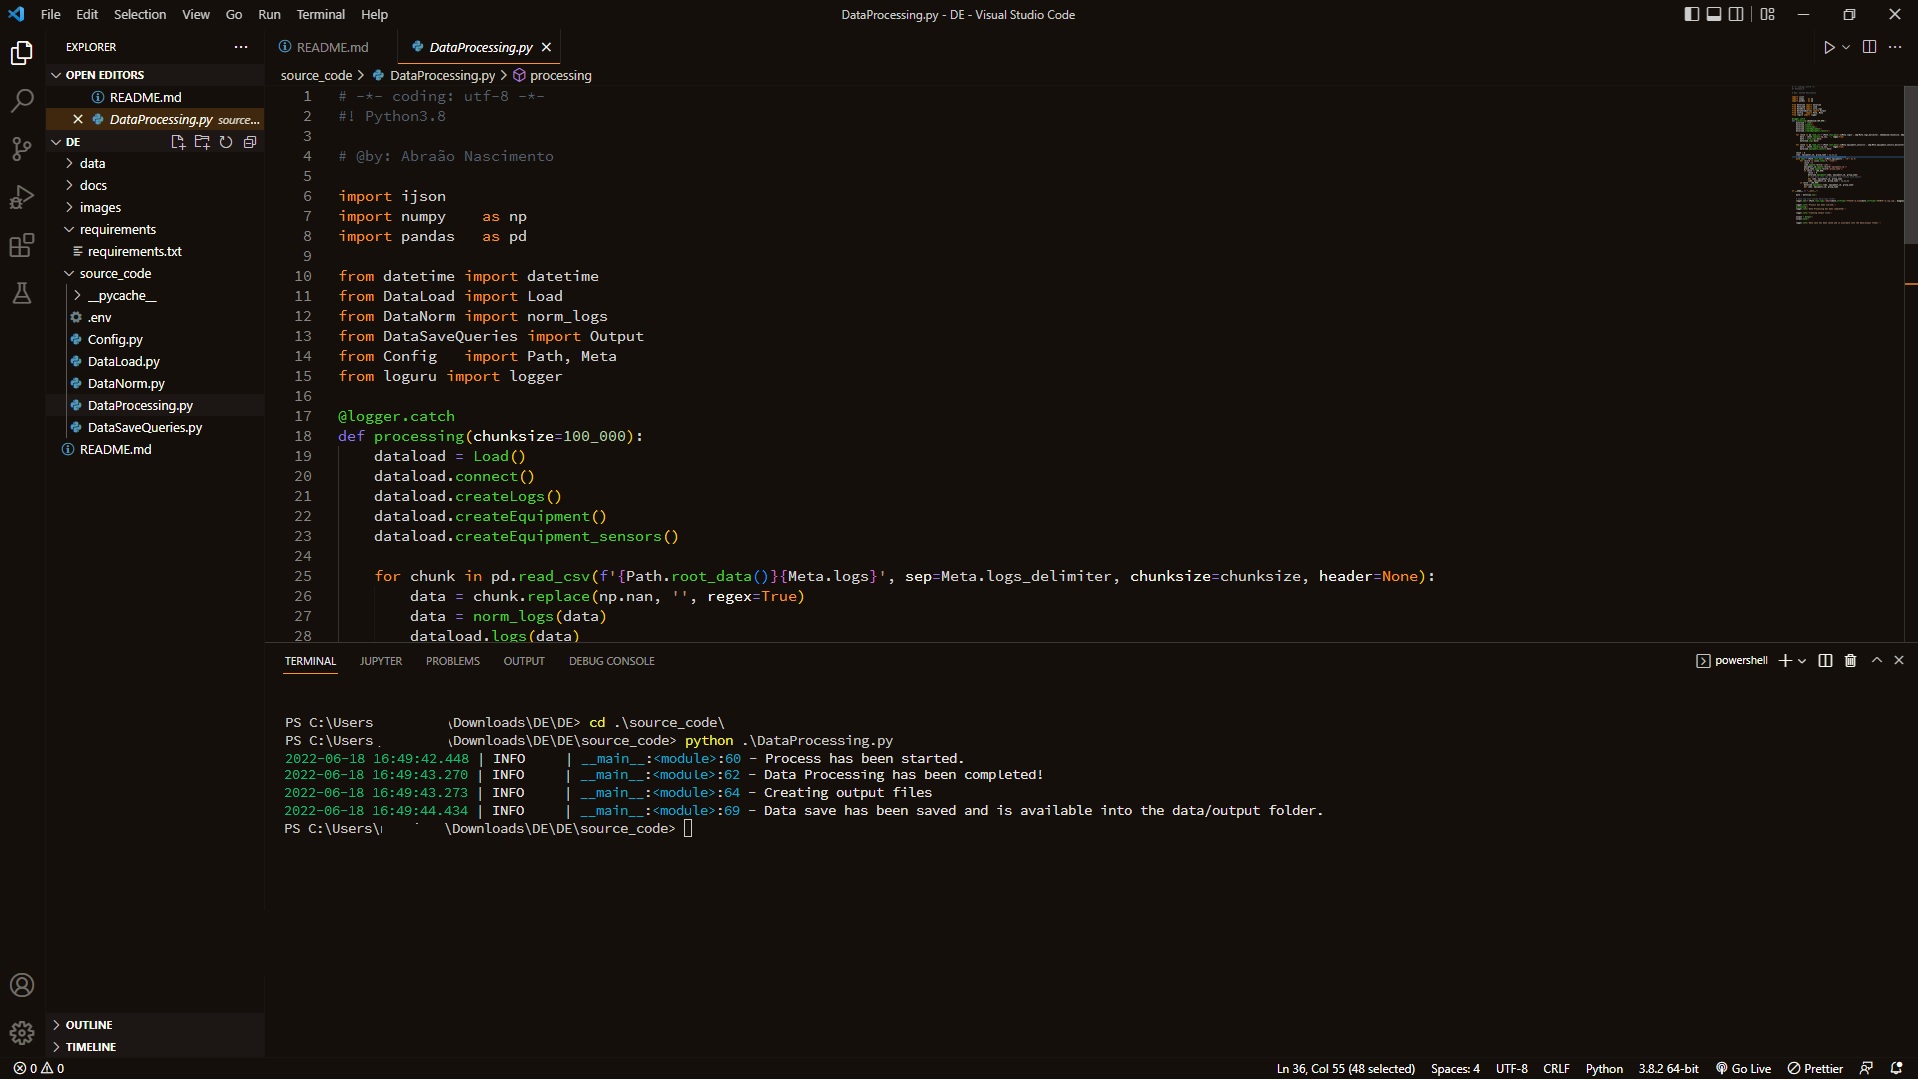 File Edit Selection View Go Run Terminal Help
DataProcessing.py - DE - Visual Studio Code
EXPLORER
OPEN EDITORS
README.md
DataProcessing.py source...
DE
data
docs
images
requirements
requirements.txt
source_code
__pycache__
.env
Config.py
DataLoad.py
DataNorm.py
DataProcessing.py
DataSaveQueries.py
README.md
OUTLINE
TIMELINE
README.md DataProcessing.py
source_code > DataProcessing.py > processing
1 # -*- coding: utf-8 -*-
2 #! Python3.8
3
4 # @by: Abraão Nascimento
5
6 import ijson
7 import numpy    as np
8 import pandas   as pd
9
10 from datetime import datetime
11 from DataLoad import Load
12 from DataNorm import norm_logs
13 from DataSaveQueries import Output
14 from Config   import Path, Meta
15 from loguru import logger
16
17 @logger.catch
18 def processing(chunksize=100_000):
19     dataload = Load()
20     dataload.connect()
21     dataload.createLogs()
22     dataload.createEquipment()
23     dataload.createEquipment_sensors()
24
25     for chunk in pd.read_csv(f'{Path.root_data()}{Meta.logs}', sep=Meta.logs_delimiter, chunksize=chunksize, header=None):
26         data = chunk.replace(np.nan, '', regex=True)
27         data = norm_logs(data)
28         dataload.logs(data)
TERMINAL JUPYTER PROBLEMS OUTPUT DEBUG CONSOLE
powershell
PS C:\Users \Downloads\DE\DE> cd .\source_code\
PS C:\Users \Downloads\DE\DE\source_code> python .\DataProcessing.py
2022-06-18 16:49:42.448 | INFO     | __main__:<module>:60 - Process has been started.
2022-06-18 16:49:43.270 | INFO     | __main__:<module>:62 - Data Processing has been completed!
2022-06-18 16:49:43.273 | INFO     | __main__:<module>:64 - Creating output files
2022-06-18 16:49:44.434 | INFO     | __main__:<module>:69 - Data save has been saved and is available into the data/output folder.
PS C:\Users\ \Downloads\DE\DE\source_code>
0 0
Ln 36, Col 55 (48 selected) Spaces: 4 UTF-8 CRLF Python 3.8.2 64-bit Go Live Prettier